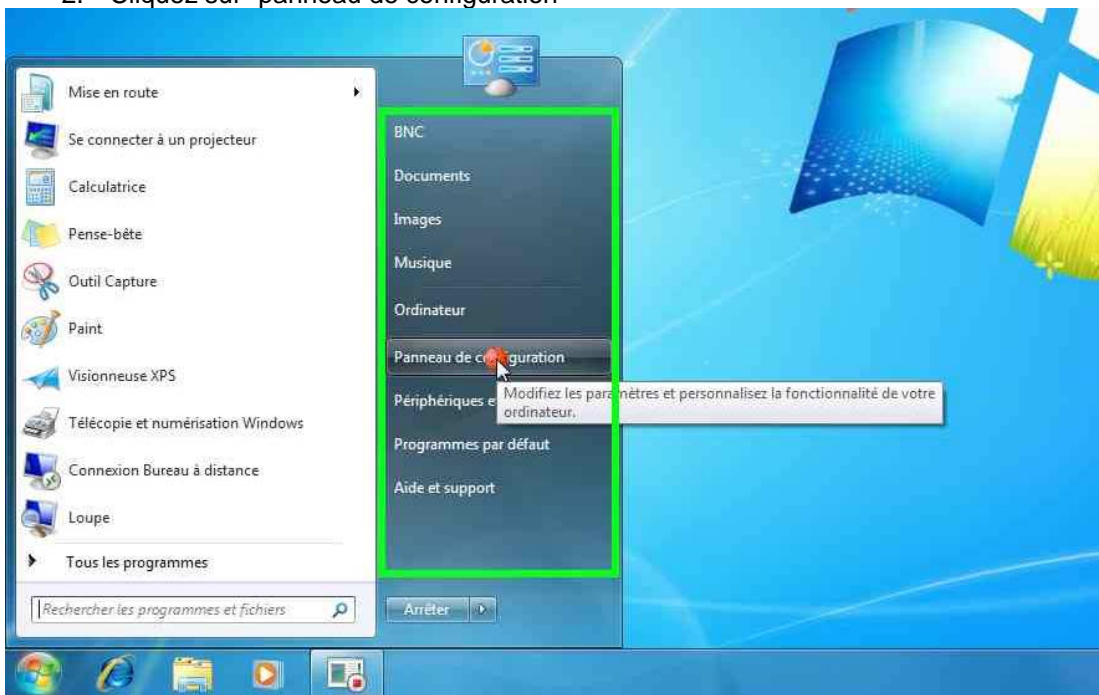 2. Cliquez sur "panneau de configuration"
Mise en route
Se connecter à un projecteur
Calculatrice
Pense-bête
Outil Capture
Paint
Visionneuse XPS
Télécopie et numérisation Windows
Connexion Bureau à distance
Loupe
Tous les programmes
Rechercher les programmes et fichiers
BNC
Documents
Images
Musique
Ordinateur
Panneau de configuration
Périphériques e
Modifiez les paramètres et personnalisez la fonctionnalité de votre
ordinateur.
Programmes par défaut
Aide et support
Arrêter